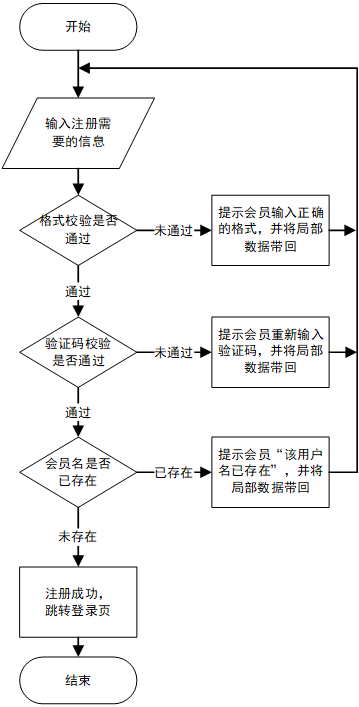 开始
输入注册需
要的信息
格式校验是否
通过
未通过
提示会员输入正确
的格式，并将局部
数据带回
通过
验证码校验
是否通过
未通过
提示会员重新输入
验证码，并将局部
数据带回
通过
会员名是否
已存在
已存在
提示会员“该用户
名已存在”，并将
局部数据带回
未存在
注册成功，
跳转登录页
结束